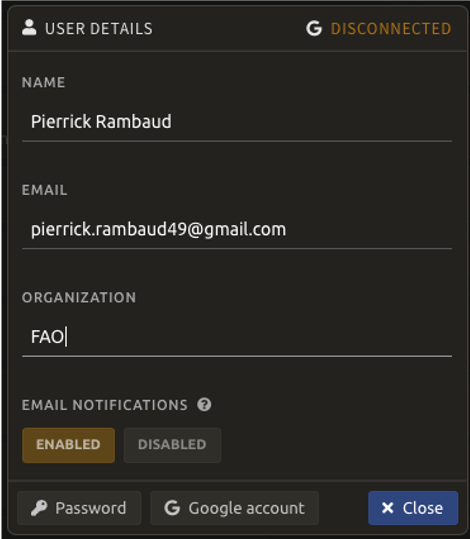 USER DETAILS G DISCONNECTED
NAME
Pierrick Rambaud
EMAIL
pierrick.rambaud49@gmail.com
ORGANIZATION
FAO
EMAIL NOTIFICATIONS ?
ENABLED DISABLED
Password G Google account × Close